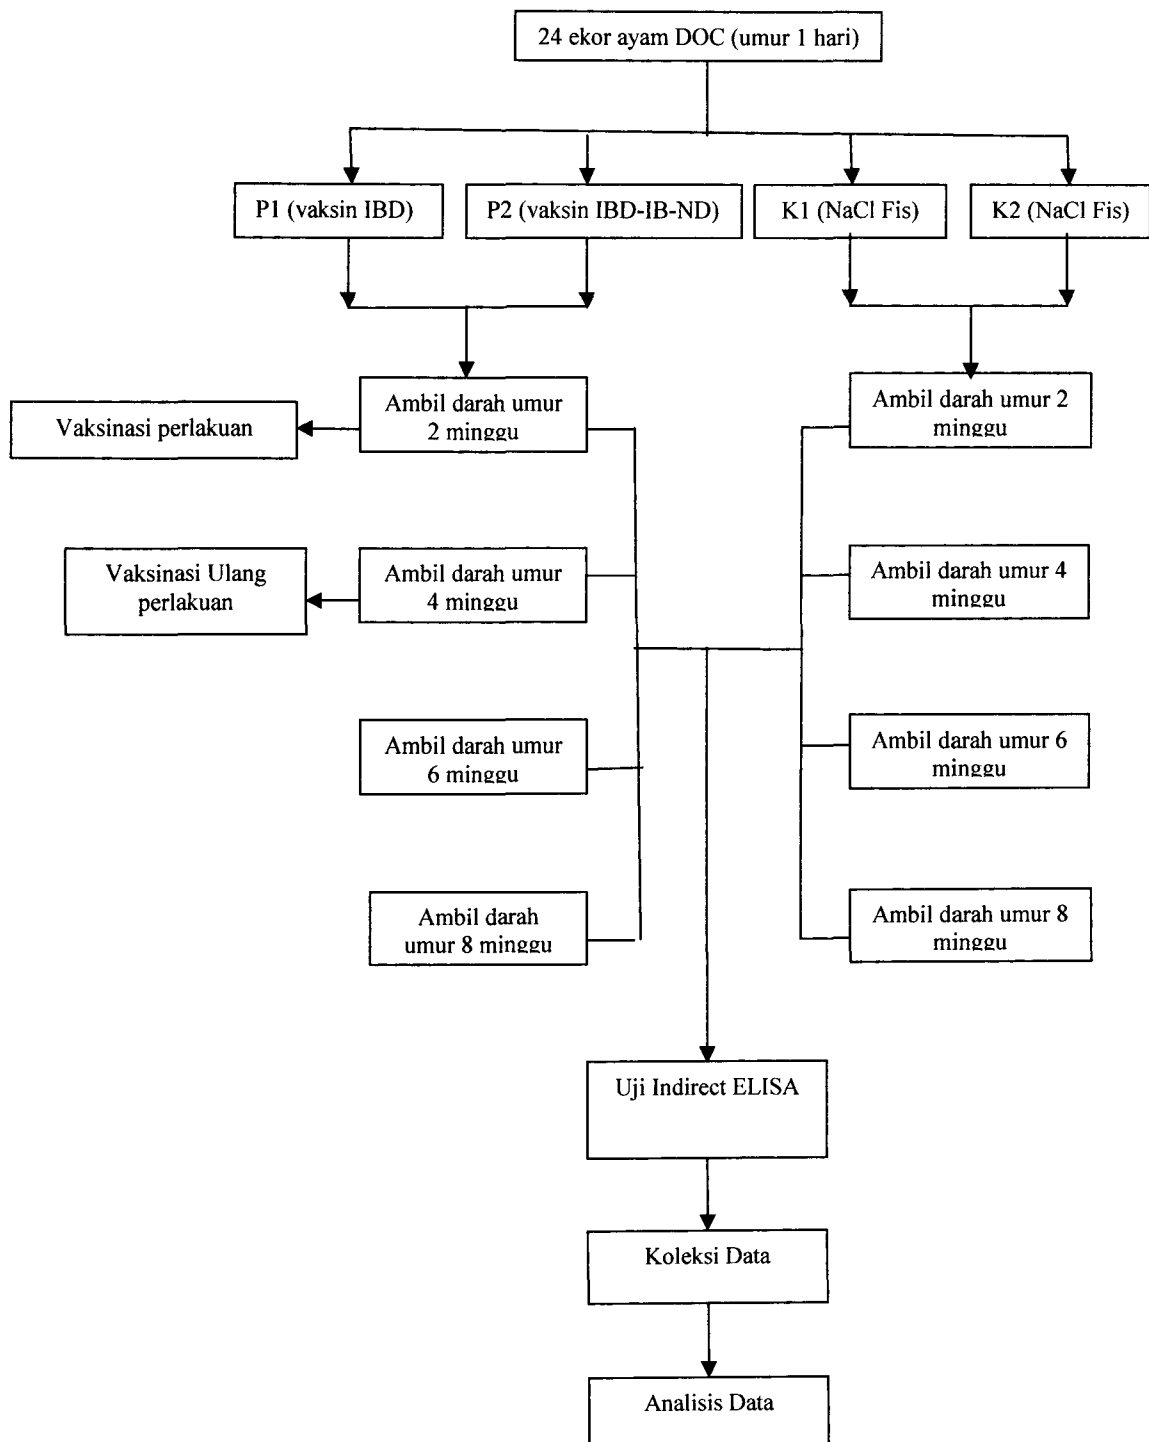 24 ekor ayam DOC (umur 1 hari)
P1 (vaksin IBD)
P2 (vaksin IBD-IB-ND)
K1 (NaCl Fis)
K2 (NaCl Fis)
Ambil darah umur
2 minggu
Ambil darah umur 2
minggu
Vaksinasi perlakuan
Vaksinasi Ulang
perlakuan
Ambil darah umur
4 minggu
Ambil darah umur 4
minggu
Ambil darah umur
6 minggu
Ambil darah umur 6
minggu
Ambil darah
umur 8 minggu
Ambil darah umur 8
minggu
Uji Indirect ELISA
Koleksi Data
Analisis Data